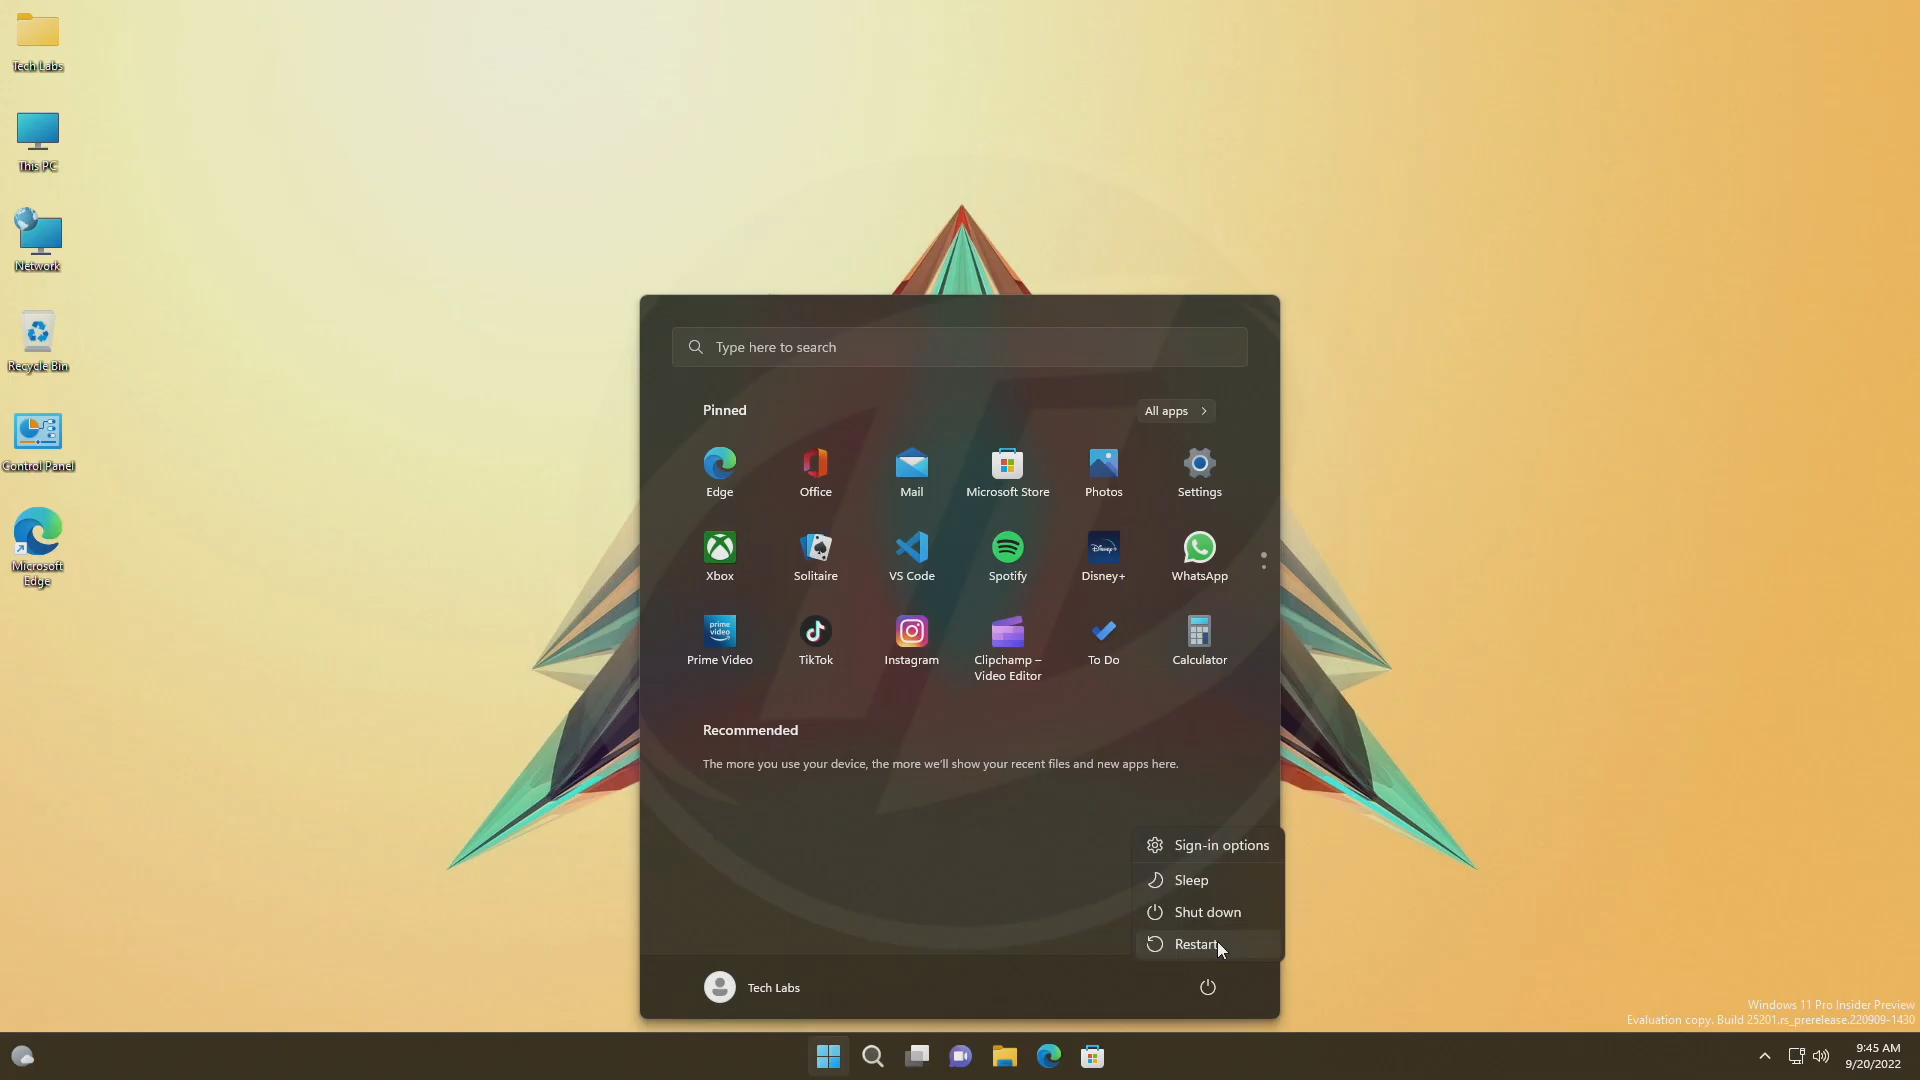 Tech Labs
This PC
Network
Recycle Bin
Control Panel
Microsoft
Edge
Type here to search
Pinned
All apps
Edge
Office
Mail
Microsoft Store
Photos
Settings
Xbox
Solitaire
VS Code
Spotify
Disney+
Disney+
WhatsApp
prime
video
Prime Video
TikTok
Instagram
Clipchamp –
Video Editor
To Do
Calculator
Recommended
The more you use your device, the more we'll show your recent files and new apps here.
Sign-in options
Sleep
Shut down
Restart
Tech Labs
Windows 11 Pro Insider Preview
Evaluation copy. Build 25201.rs_prerelease.220909-1430
9:45 AM
9/20/2022